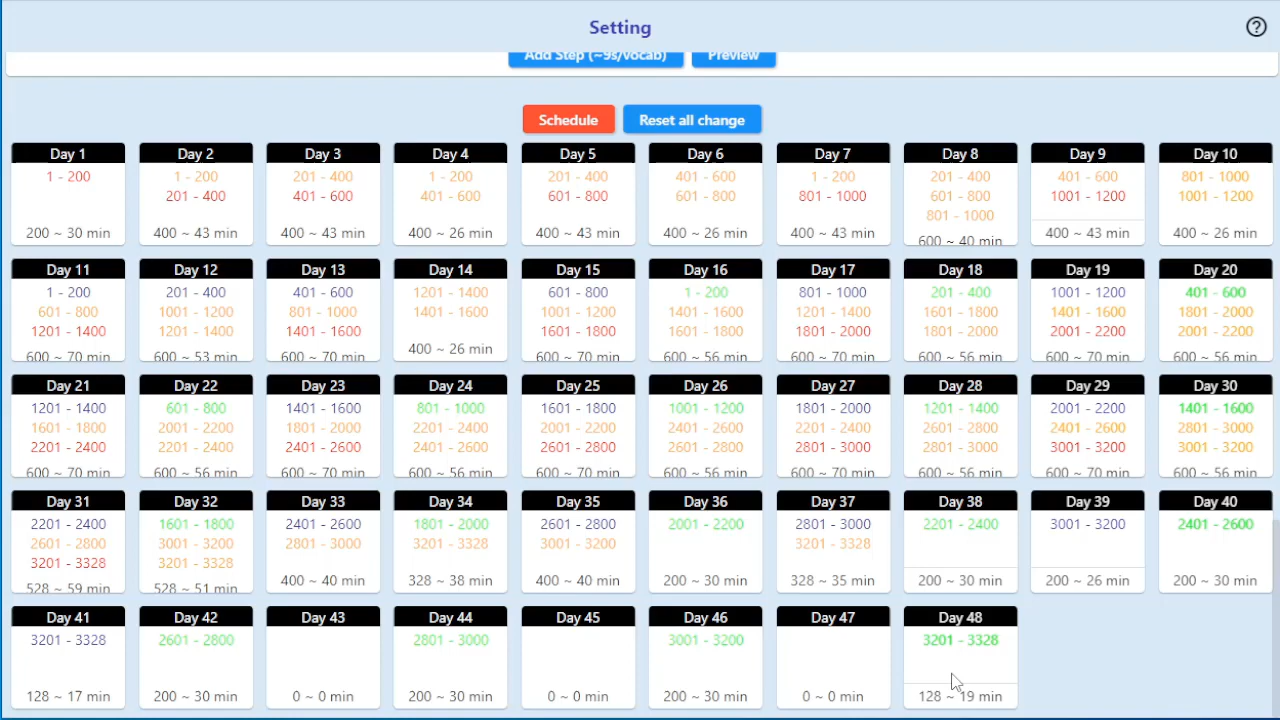 Setting
Add Step (~9s/vocab) Preview
Schedule Reset all change
Day 1 Day 2 Day 3 Day 4 Day 5 Day 6 Day 7 Day 8 Day 9 Day 10
1 - 200 1 - 200 201 - 400 1 - 200 201 - 400 401 - 600 1 - 200 201 - 400 401 - 600 801 - 1000
201 - 400 401 - 600 401 - 600 601 - 800 601 - 800 801 - 1000 601 - 800 1001 - 1200 1001 - 1200
801 - 1000
200 ~ 30 min 400 ~ 43 min 400 ~ 43 min 400 ~ 26 min 400 ~ 43 min 400 ~ 26 min 400 ~ 43 min 600 ~ 40 min 400 ~ 43 min 400 ~ 26 min
Day 11 Day 12 Day 13 Day 14 Day 15 Day 16 Day 17 Day 18 Day 19 Day 20
1 - 200 201 - 400 401 - 600 1201 - 1400 601 - 800 1 - 200 801 - 1000 201 - 400 1001 - 1200 401 - 600
601 - 800 1001 - 1200 801 - 1000 1401 - 1600 1001 - 1200 1401 - 1600 1201 - 1400 1601 - 1800 1401 - 1600 1801 - 2000
1201 - 1400 1201 - 1400 1401 - 1600 1601 - 1800 1601 - 1800 1801 - 2000 1801 - 2000 2001 - 2200 2001 - 2200
600 ~ 70 min 600 ~ 53 min 600 ~ 70 min 400 ~ 26 min 600 ~ 70 min 600 ~ 56 min 600 ~ 70 min 600 ~ 56 min 600 ~ 70 min 600 ~ 56 min
Day 21 Day 22 Day 23 Day 24 Day 25 Day 26 Day 27 Day 28 Day 29 Day 30
1201 - 1400 601 - 800 1401 - 1600 801 - 1000 1601 - 1800 1001 - 1200 1801 - 2000 1201 - 1400 2001 - 2200 1401 - 1600
1601 - 1800 2001 - 2200 1801 - 2000 2201 - 2400 2001 - 2200 2401 - 2600 2201 - 2400 2601 - 2800 2401 - 2600 2801 - 3000
2201 - 2400 2201 - 2400 2401 - 2600 2401 - 2600 2601 - 2800 2601 - 2800 2801 - 3000 2801 - 3000 3001 - 3200 3001 - 3200
600 ~ 70 min 600 ~ 56 min 600 ~ 70 min 600 ~ 56 min 600 ~ 70 min 600 ~ 56 min 600 ~ 70 min 600 ~ 56 min 600 ~ 70 min 600 ~ 56 min
Day 31 Day 32 Day 33 Day 34 Day 35 Day 36 Day 37 Day 38 Day 39 Day 40
2201 - 2400 1601 - 1800 2401 - 2600 1801 - 2000 2601 - 2800 2001 - 2200 2801 - 3000 2201 - 2400 3001 - 3200 2401 - 2600
2601 - 2800 3001 - 3200 2801 - 3000 3201 - 3328 3001 - 3200 3201 - 3328
3201 - 3328 3201 - 3328
528 ~ 59 min 528 ~ 51 min 400 ~ 40 min 328 ~ 38 min 400 ~ 40 min 200 ~ 30 min 328 ~ 35 min 200 ~ 30 min 200 ~ 26 min 200 ~ 30 min
Day 41 Day 42 Day 43 Day 44 Day 45 Day 46 Day 47 Day 48
3201 - 3328 2601 - 2800 2801 - 3000 3001 - 3200 3201 - 3328
128 ~ 17 min 200 ~ 30 min 0 ~ 0 min 200 ~ 30 min 0 ~ 0 min 200 ~ 30 min 0 ~ 0 min 128 ~ 19 min